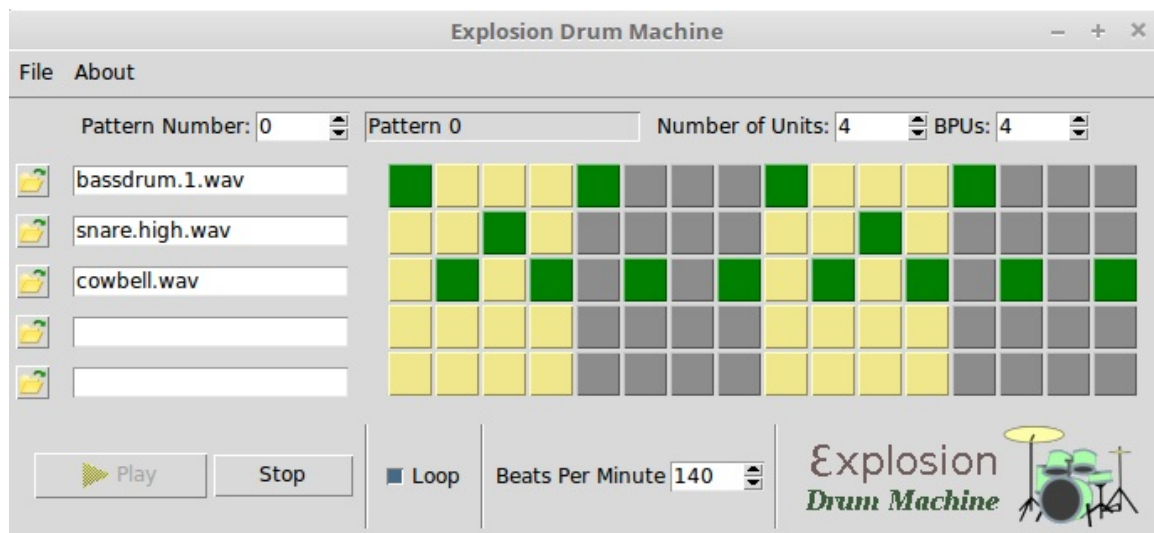 Explosion Drum Machine
File About
Pattern Number: 0 Pattern 0 Number of Units: 4 BPUs: 4
bassdrum.1.wav
snare.high.wav
cowbell.wav
Play Stop Loop Beats Per Minute 140
Ɛxplosion
Drum Machine